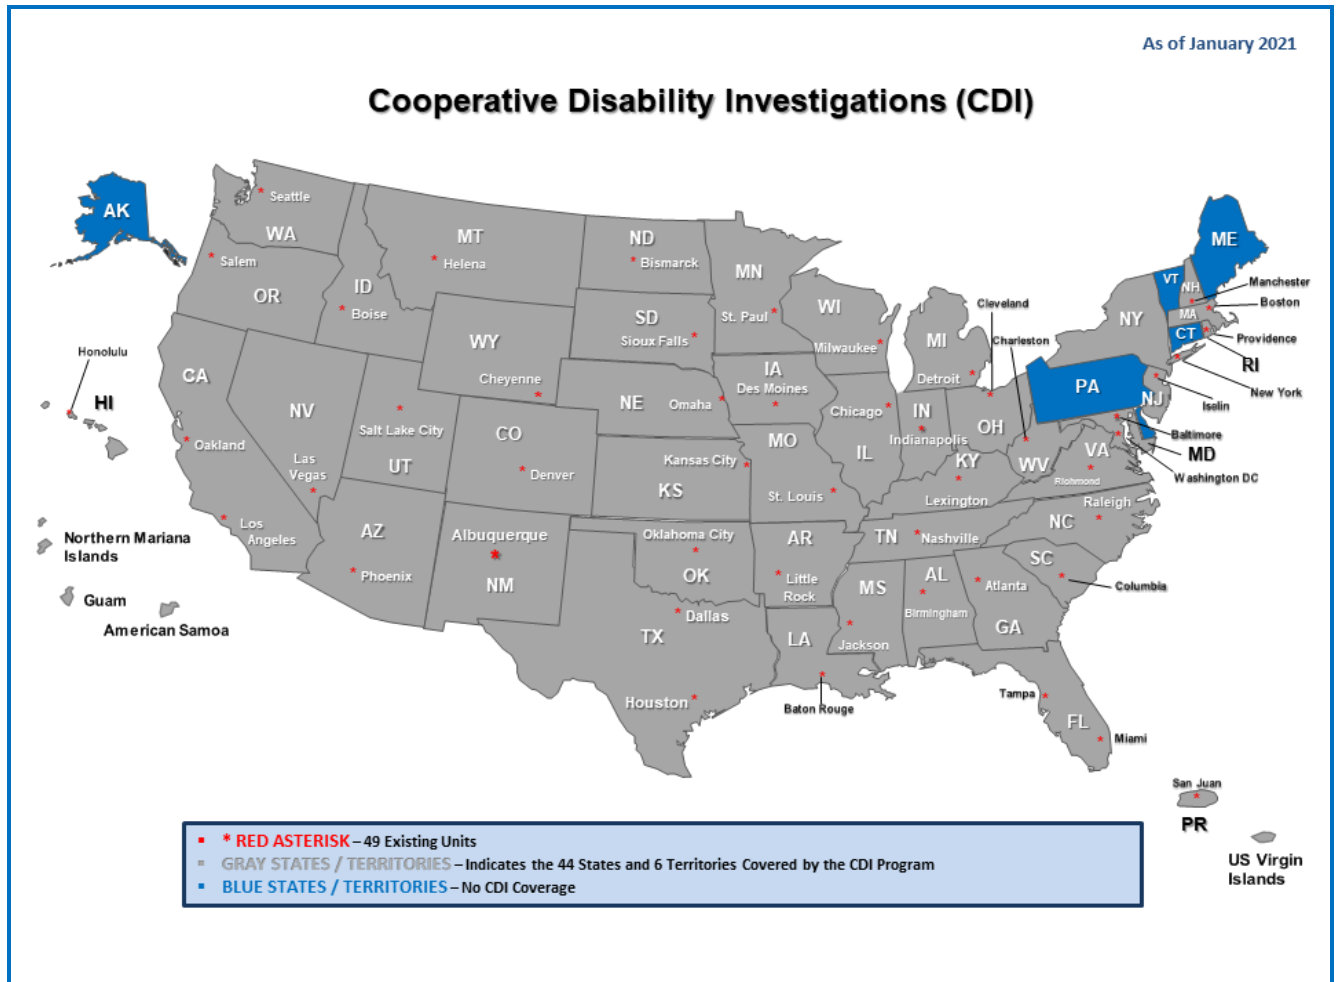 As of January 2021
Cooperative Disability Investigations (CDI)
AK
Seattle
WA
Salem
OR
MT
Helena
ID
Boise
ND
Bismarck
MN
St. Paul
SD
Sioux Falls
WY
Cheyenne
WI
Milwaukee
MI
Detroit
Cleveland
Charleston
NY
ME
VT
NH
Manchester
Boston
MA
CT
Providence
RI
New York
PA
NJ
Iselin
Baltimore
MD
Washington DC
Honolulu
HI
CA
Oakland
Los
Angeles
NV
Las
Vegas
Salt Lake City
UT
CO
Denver
NE
Omaha
IA
Des Moines
Chicago
IL
IN
Indianapolis
OH
KS
Kansas City
MO
St. Louis
KY
Lexington
WV
VA
Richmond
Raleigh
NC
Northern Mariana
Islands
Guam
American Samoa
AZ
Phoenix
Albuquerque
NM
Oklahoma City
OK
AR
Little
Rock
TN
Nashville
SC
Columbia
MS
Jackson
AL
Birmingham
Atlanta
GA
TX
Dallas
Houston
LA
Baton Rouge
Tampa
FL
Miami
San Juan
PR
US Virgin
Islands
* RED ASTERISK – 49 Existing Units
GRAY STATES / TERRITORIES – Indicates the 44 States and 6 Territories Covered by the CDI Program
BLUE STATES / TERRITORIES – No CDI Coverage